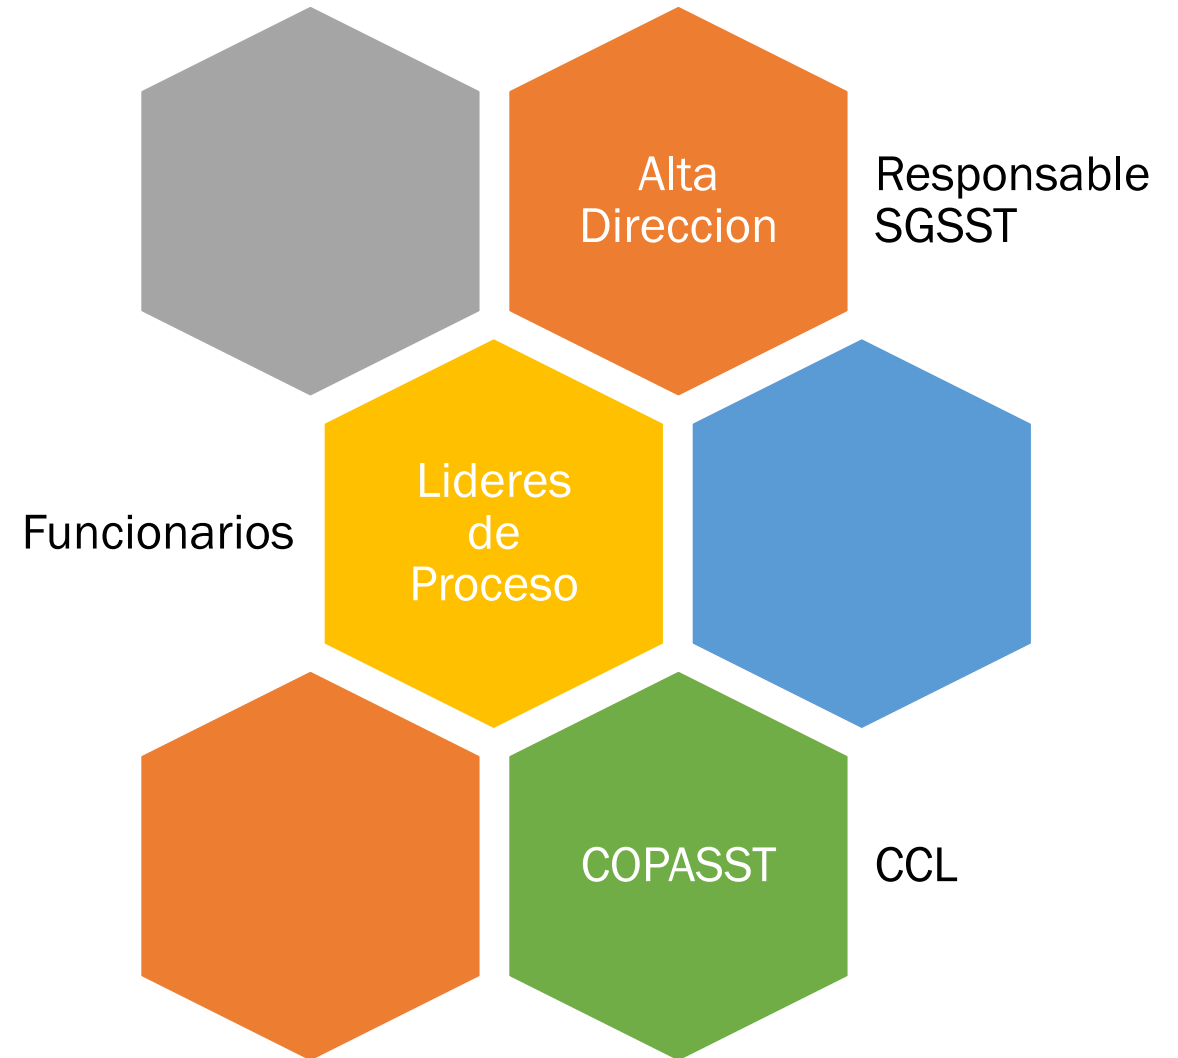 Alta
Direccion
Responsable
SGSST
Lideres
de
Proceso
Funcionarios
COPASST
CCL